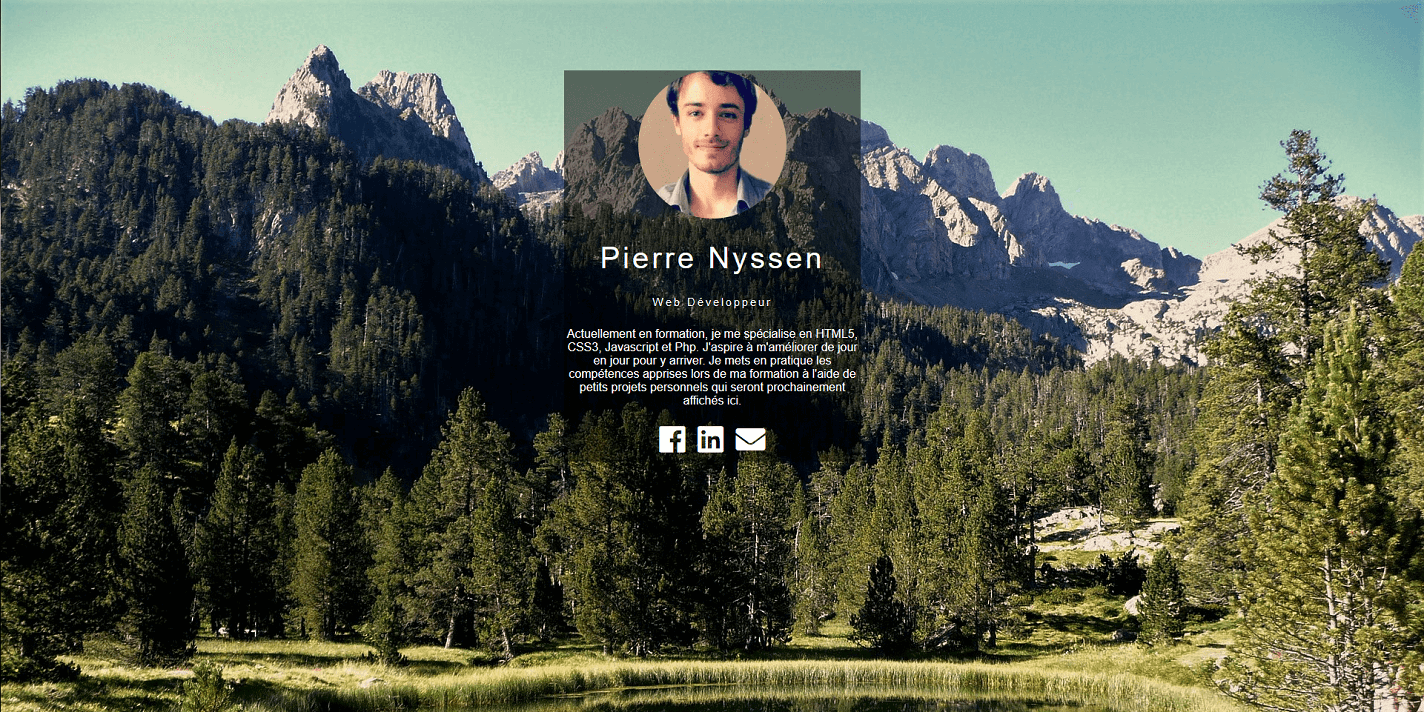 Pierre Nyssen
Web Développeur
Actuellement en formation, je me spécialise en HTML5,
CSS3, Javascript et Php. J'aspire à m'améliorer de jour
en jour pour y arriver. Je mets en pratique les
compétences apprises lors de ma formation à l'aide de
petits projets personnels qui seront prochainement
affichés ici.